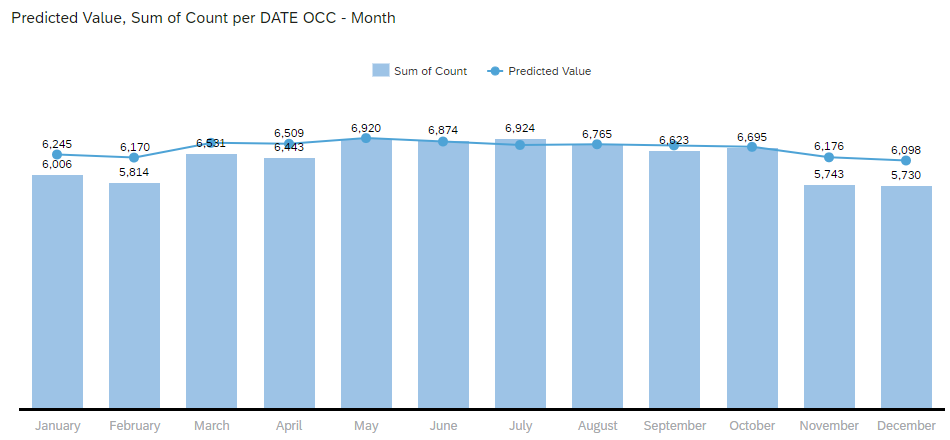 Predicted Value, Sum of Count per DATE OCC - Month
Sum of Count Predicted Value
6,245 6,170 6,531 6,509 6,920 6,874 6,924 6,765 6,623 6,695 6,176 6,098
6,006 5,814 6,443 5,743 5,730
January February March April May June July August September October November December